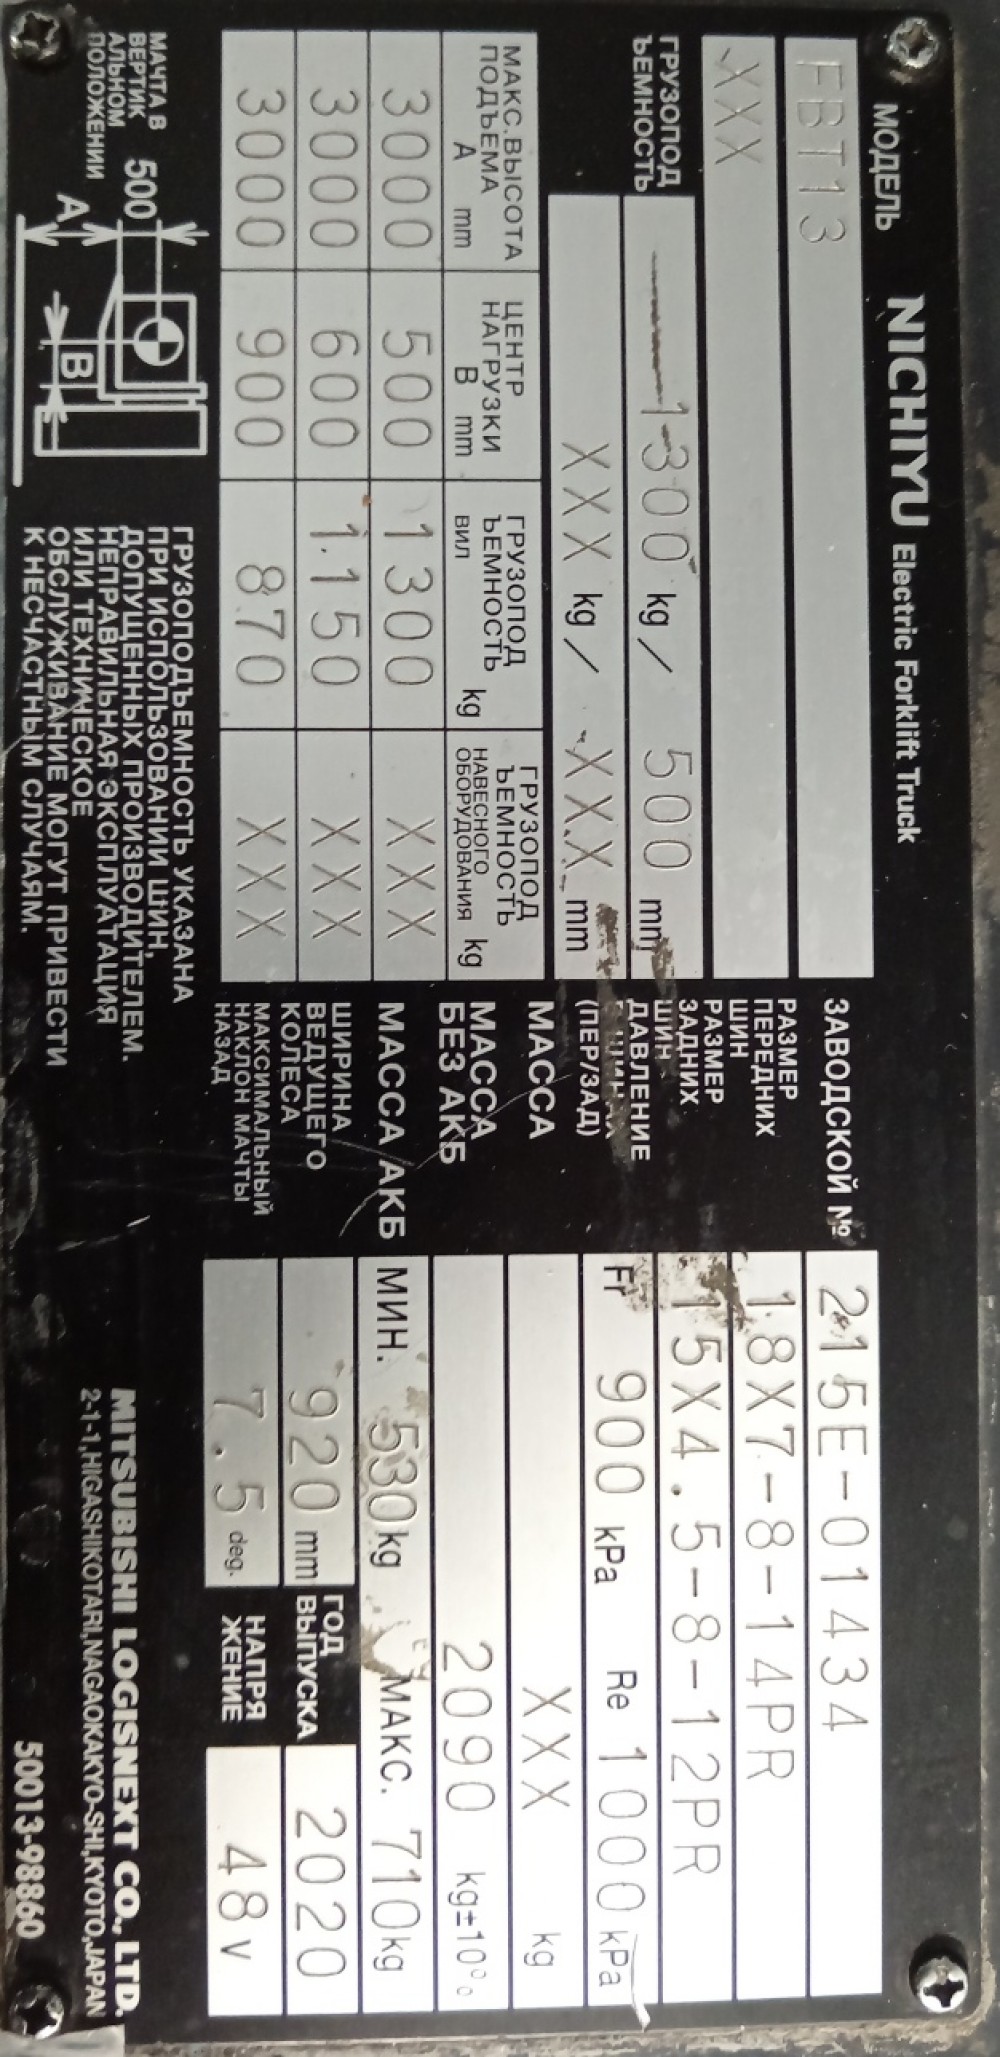 NICHIYU Electric Forklift Truck
МОДЕЛЬ
FBT13
XXX
ГРУЗОПОД
ЪЕМНОСТЬ
1300 kg / 500 mm
XXX kg / XXX mm
МАКС.ВЫСОТА
ПОДЪЕМА
A mm
ЦЕНТР
НАГРУЗКИ
B mm
ГРУЗОПОД
ЪЕМНОСТЬ
ВИЛ kg
ГРУЗОПОД
ЪЕМНОСТЬ
НАВЕСНОГО
ОБОРУДОВАНИЯ kg
3000 500 1300 XXX
3000 600 1150 XXX
3000 900 870 XXX
МАЧТА В
ВЕРТИК
АЛЬНОМ
ПОЛОЖЕНИИ
500
A
B
ГРУЗОПОДЪЕМНОСТЬ УКАЗАНА
ПРИ ИСПОЛЬЗОВАНИИ ШИН,
ДОПУЩЕННЫХ ПРОИЗВОДИТЕЛЕМ.
НЕПРАВИЛЬНАЯ ЭКСПЛУАТАЦИЯ
ИЛИ ТЕХНИЧЕСКОЕ
ОБСЛУЖИВАНИЕ МОГУТ ПРИВЕСТИ
К НЕСЧАСТНЫМ СЛУЧАЯМ.
ЗАВОДСКОЙ № 215E-01434
РАЗМЕР
ПЕРЕДНИХ
ШИН
18X7-8-14PR
РАЗМЕР
ЗАДНИХ
ШИН
15X4.5-8-12PR
ДАВЛЕНИЕ
(ПЕР/ЗАД)
Fr 900 kPa Re 1000 kPa
МАССА XXX kg
МАССА
БЕЗ АКБ
2090 kg±10%
МАССА АКБ МИН. 530kg МАКС. 710kg
ШИРИНА
ВЕДУЩЕГО
КОЛЕСА
920 mm
ГОД
ВЫПУСКА
2020
МАКСИМАЛЬНЫЙ
НАКЛОН МАЧТЫ
НАЗАД
7.5 deg.
НАПРЯ
ЖЕНИЕ
48 V
MITSUBISHI LOGISNEXT CO., LTD.
2-1-1,HIGASHIKOTARI,NAGAOKAKYO-SHI,KYOTO,JAPAN
50013-98860